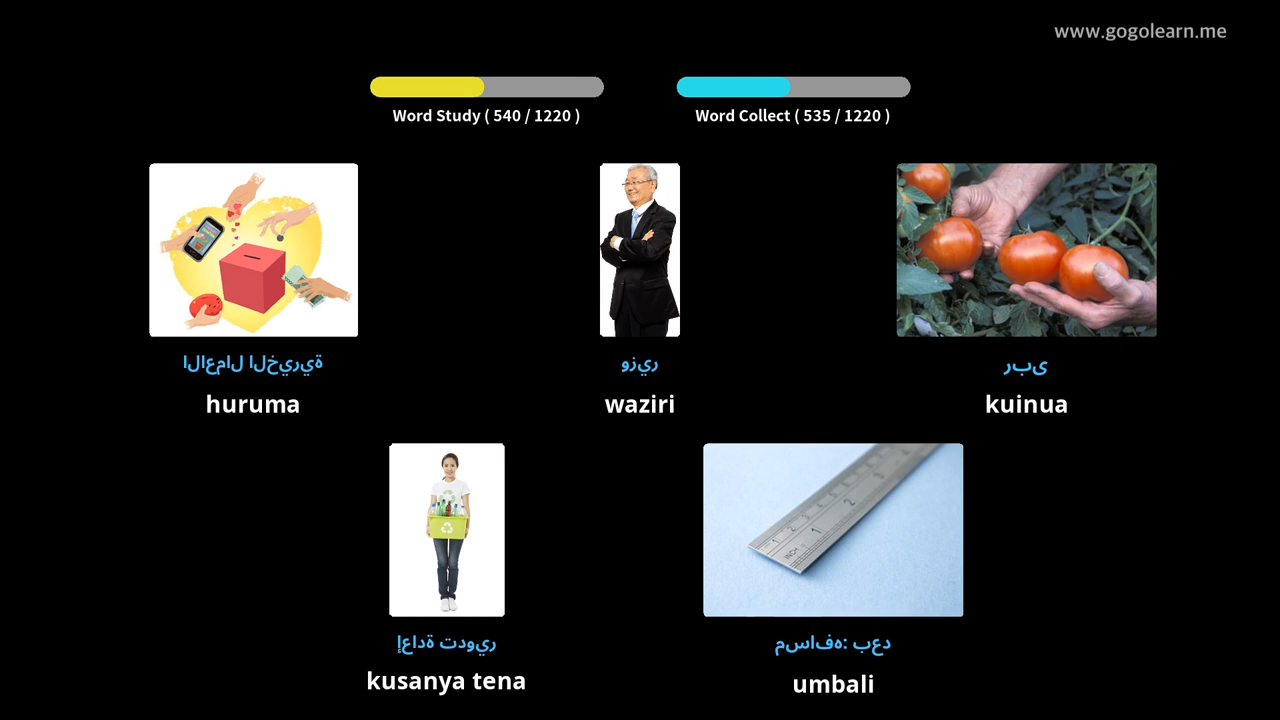 www.gogolearn.me
Word Study ( 540 / 1220 )
Word Collect ( 535 / 1220 )
الاعمال الخيرية
huruma
وزير
waziri
ربى
kuinua
إعادة تدوير
kusanya tena
مسافه: بعد
umbali